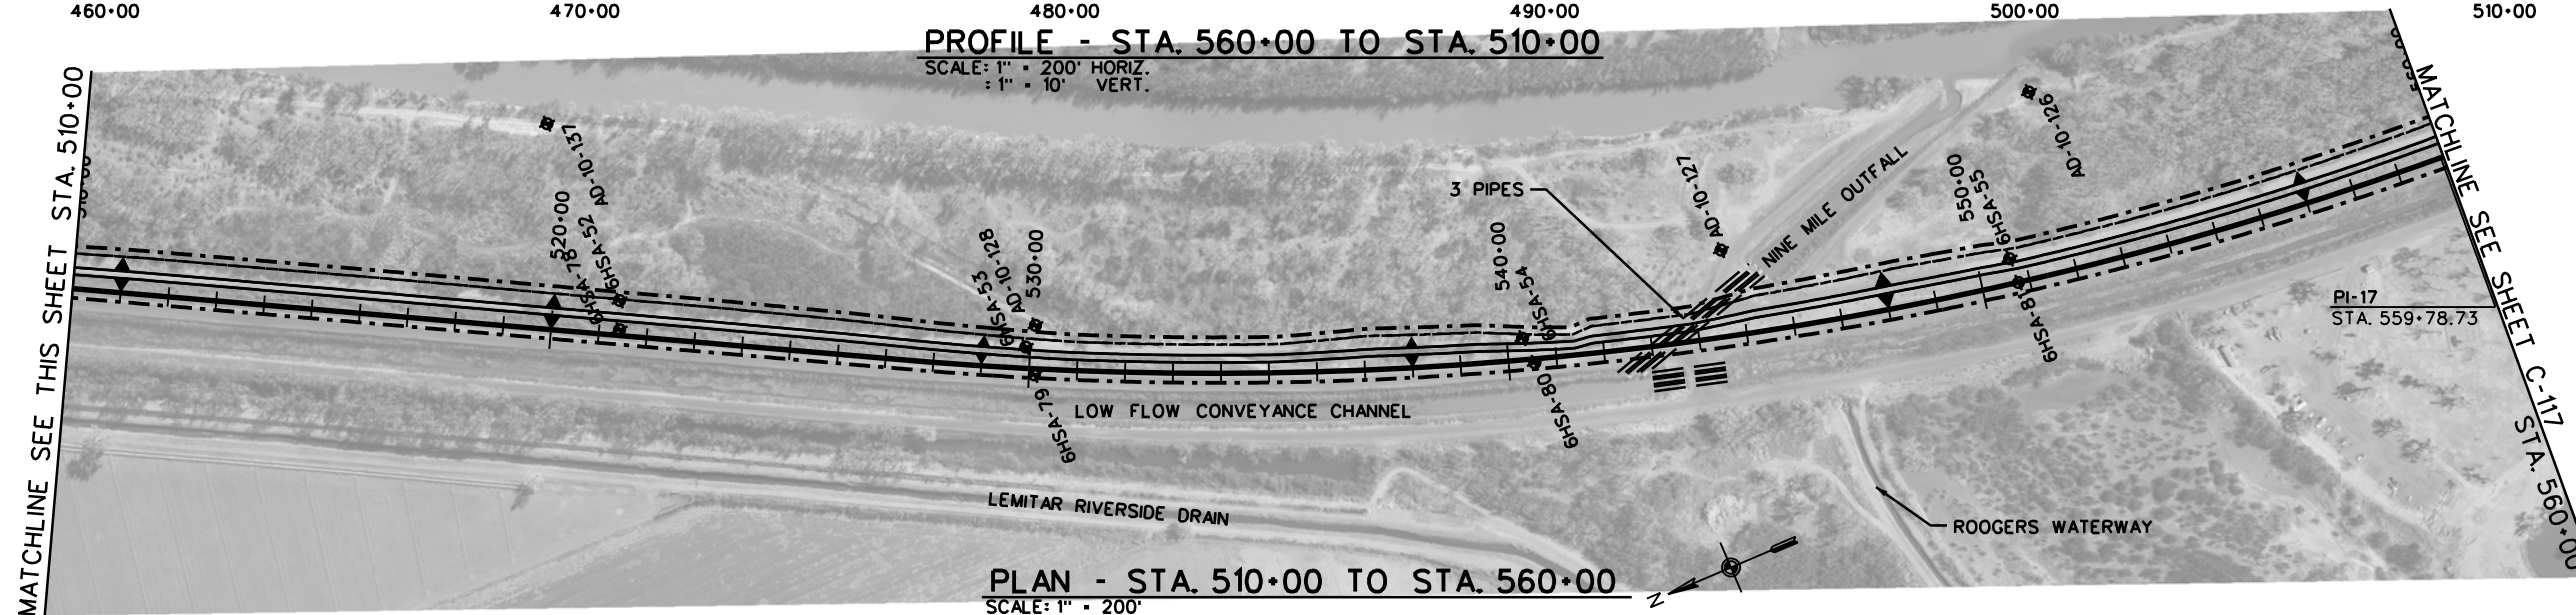 460+00 470+00 480+00 490+00 500+00 510+00
PROFILE - STA. 560+00 TO STA. 510+00
SCALE: 1" = 200' HORIZ.
: 1" = 10' VERT.
MATCHLINE SEE THIS SHEET STA. 510+00
AD-10-137
520+00
6HSA-52
6HSA-78
6HSA-53
AD-10-128
530+00
6HSA-79
540+00
6HSA-54
6HSA-80
3 PIPES
AD-10-127
NINE MILE OUTFALL
550+00
6HSA-55
6HSA-81
AD-10-126
PI-17
STA. 559+78.73
MATCHLINE SEE SHEET C-117 STA. 560+00
LOW FLOW CONVEYANCE CHANNEL
LEMITAR RIVERSIDE DRAIN
ROOGERS WATERWAY
N
PLAN - STA. 510+00 TO STA. 560+00
SCALE: 1" = 200'